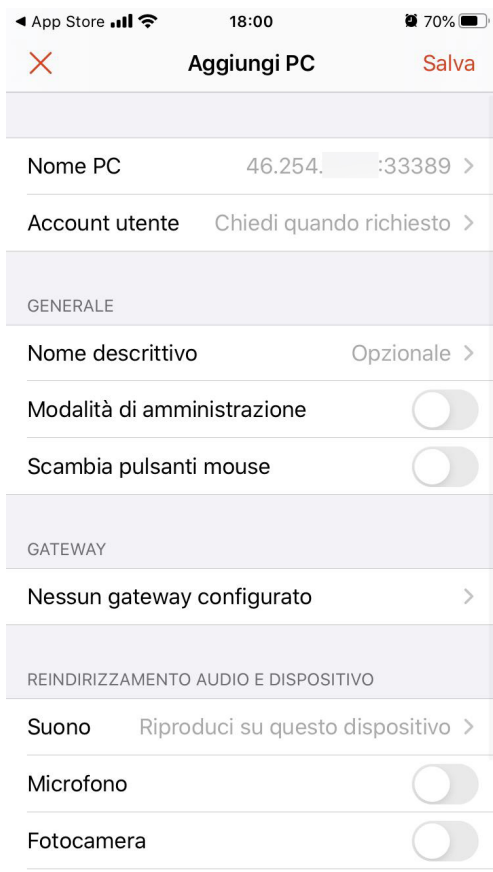 ◀ App Store 18:00 70%
Aggiungi PC Salva
Nome PC 46.254. :33389
Account utente Chiedi quando richiesto
GENERALE
Nome descrittivo Opzionale
Modalità di amministrazione
Scambia pulsanti mouse
GATEWAY
Nessun gateway configurato
REINDIRIZZAMENTO AUDIO E DISPOSITIVO
Suono Riproduci su questo dispositivo
Microfono
Fotocamera